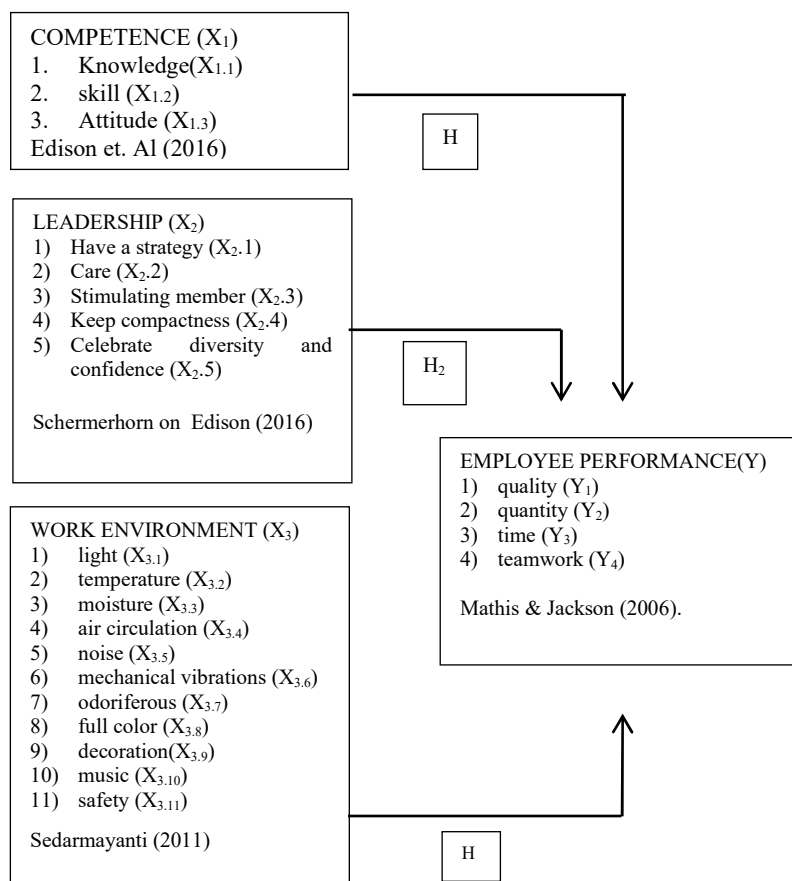 COMPETENCE (X₁)
1. Knowledge(X₁.₁)
2. skill (X₁.₂)
3. Attitude (X₁.₃)
Edison et. Al (2016)
H
LEADERSHIP (X₂)
1) Have a strategy (X₂.1)
2) Care (X₂.2)
3) Stimulating member (X₂.3)
4) Keep compactness (X₂.4)
5) Celebrate diversity and
confidence (X₂.5)
Schermerhorn on Edison (2016)
H₂
EMPLOYEE PERFORMANCE(Y)
1) quality (Y₁)
2) quantity (Y₂)
3) time (Y₃)
4) teamwork (Y₄)
Mathis & Jackson (2006).
WORK ENVIRONMENT (X₃)
1) light (X₃.₁)
2) temperature (X₃.₂)
3) moisture (X₃.₃)
4) air circulation (X₃.₄)
5) noise (X₃.₅)
6) mechanical vibrations (X₃.₆)
7) odoriferous (X₃.₇)
8) full color (X₃.₈)
9) decoration(X₃.₉)
10) music (X₃.₁₀)
11) safety (X₃.₁₁)
Sedarmayanti (2011)
H